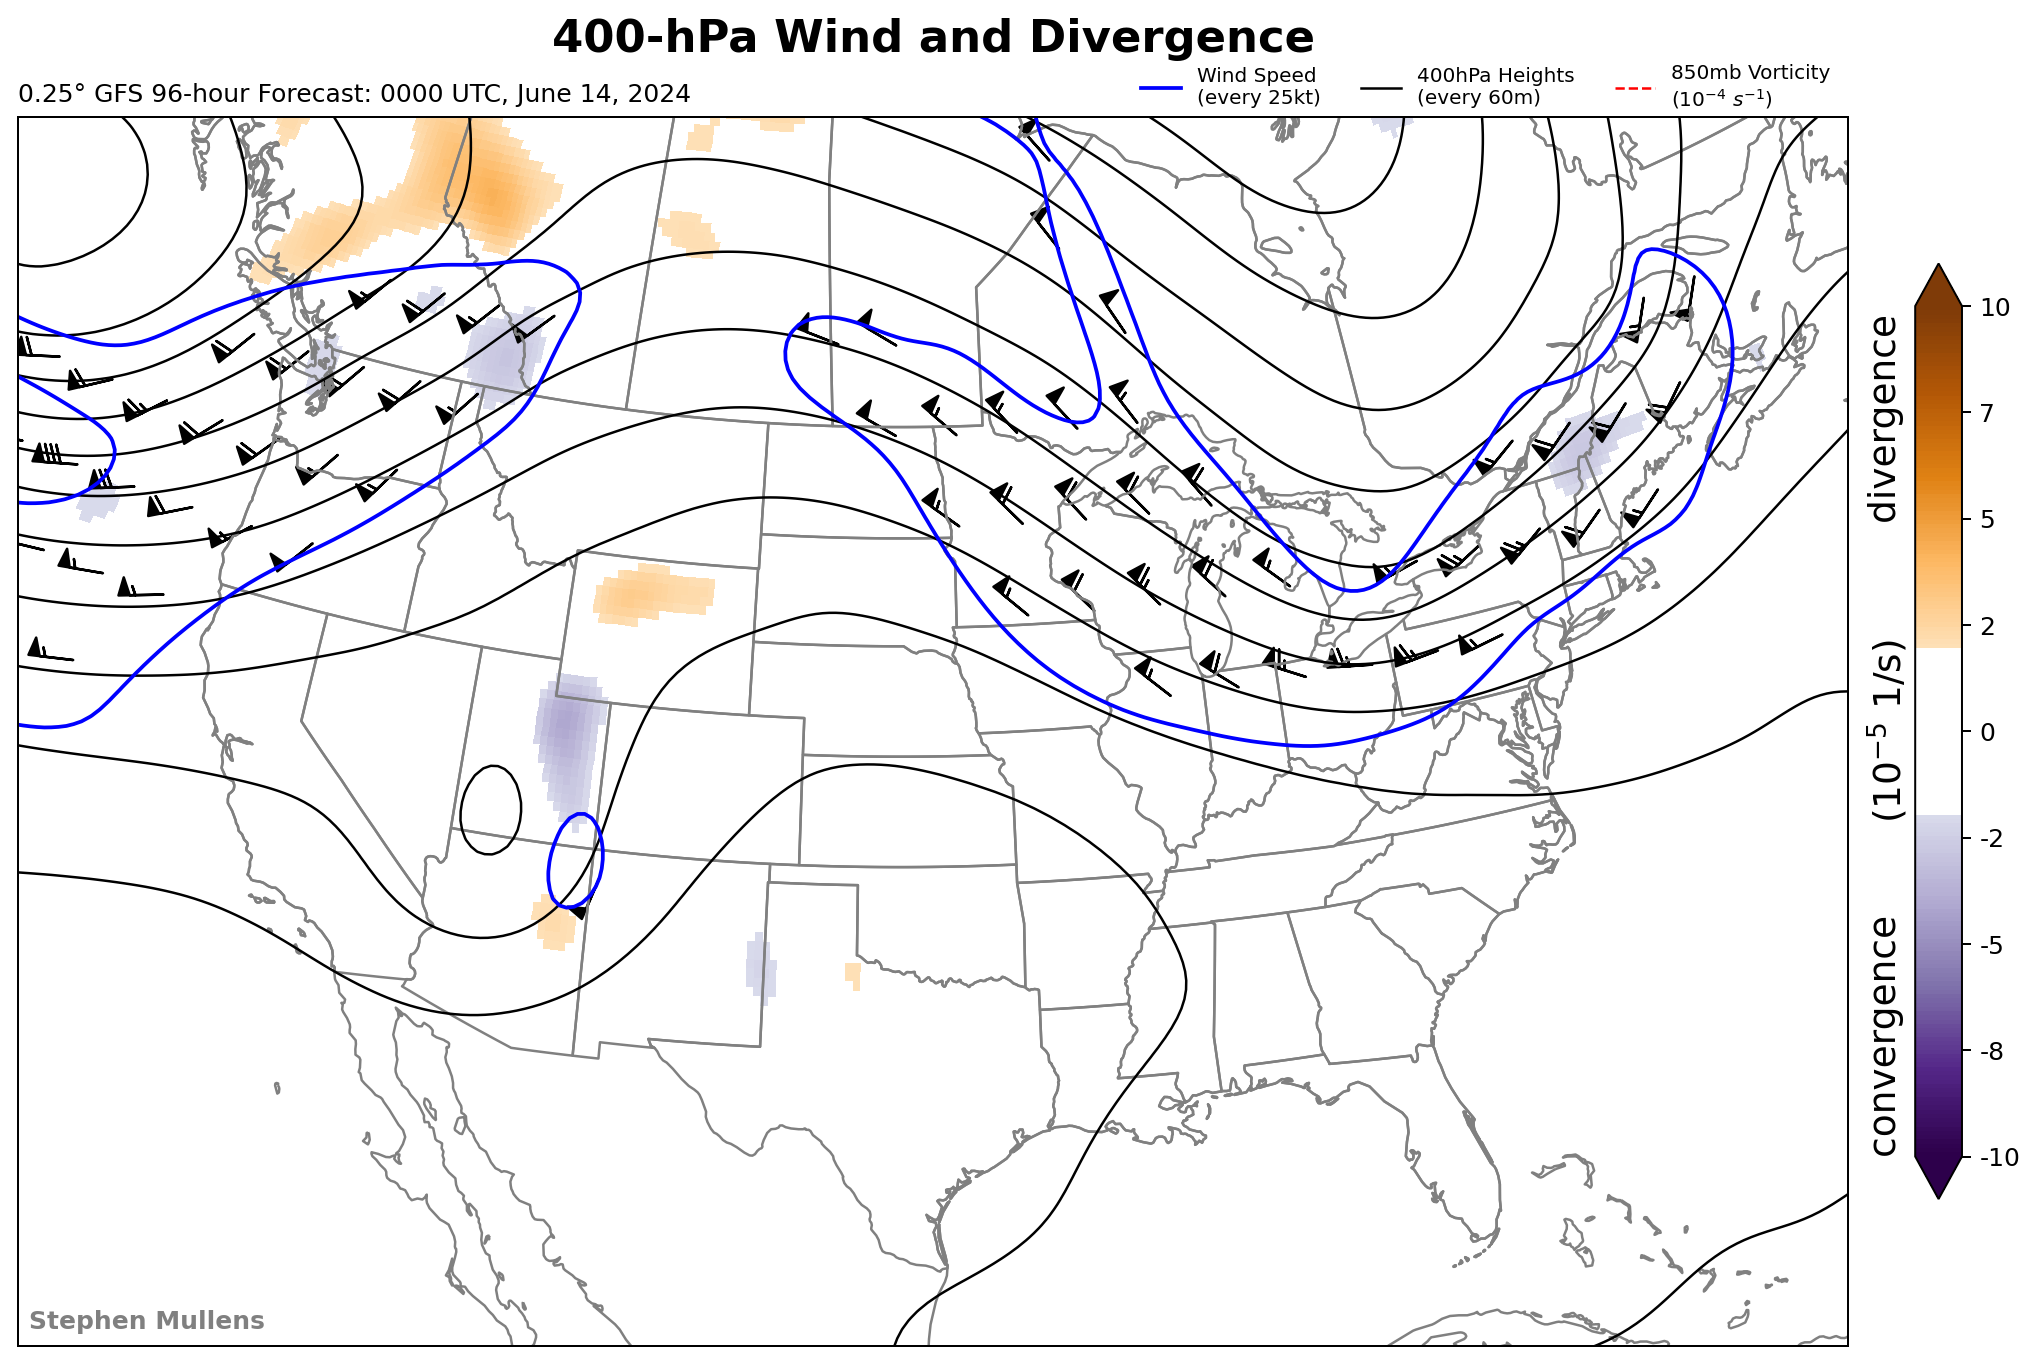 400-hPa Wind and Divergence
0.25° GFS 96-hour Forecast: 0000 UTC, June 14, 2024
Wind Speed
(every 25kt)
400hPa Heights
(every 60m)
850mb Vorticity
(10⁻⁴ s⁻¹)
10
7
5
2
0
-2
-5
-8
-10
convergence (10⁻⁵ 1/s) divergence
Stephen Mullens